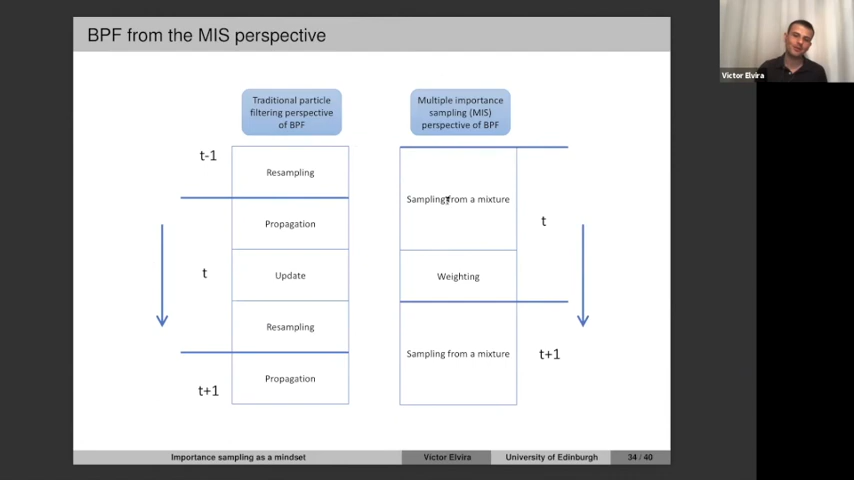 BPF from the MIS perspective
Victor Elvira
Traditional particle
filtering perspective
of BPF
Multiple importance
sampling (MIS)
perspective of BPF
t-1
Resampling
Propagation
t
Update
Resampling
t+1
Propagation
Sampling from a mixture
t
Weighting
Sampling from a mixture
t+1
Importance sampling as a mindset
Víctor Elvira
University of Edinburgh
34 / 40